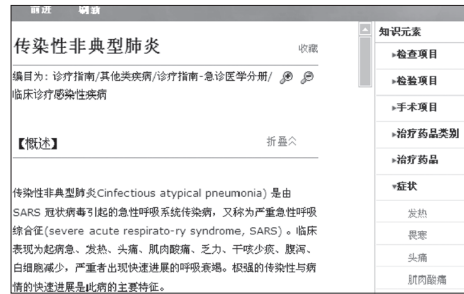 前进 刷新
传染性非典型肺炎 收藏
编目为：诊疗指南/其他类疾病/诊疗指南-急诊医学分册/
临床诊疗感染性疾病
【概述】 折叠
传染性非典型肺炎Cinfectious atypical pneumonia) 是由
SARS 冠状病毒引起的急性呼吸系统传染病，又称为严重急性呼吸
综合征(severe acute respirato-ry syndrome, SARS) 。临床
表现为起病急、发热、头痛、肌肉酸痛、乏力、干咳少痰、腹泻、
白细胞减少，严重者出现快速进展的呼吸衰竭。极强的传染性与病
情的快速进展是此病的主要特征。
知识元素
检查项目
检验项目
手术项目
治疗药品类别
治疗药品
症状
发热
畏寒
头痛
肌肉酸痛